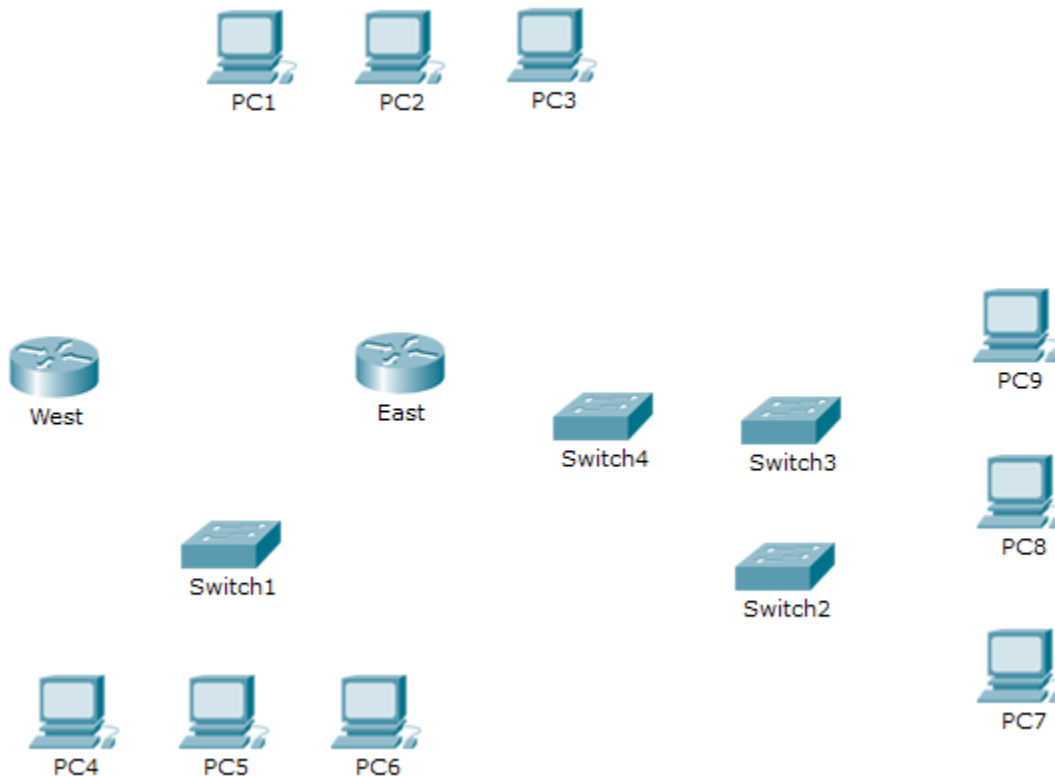 PC1
PC2
PC3
West
East
PC9
Switch4
Switch3
PC8
Switch1
Switch2
PC7
PC4
PC5
PC6